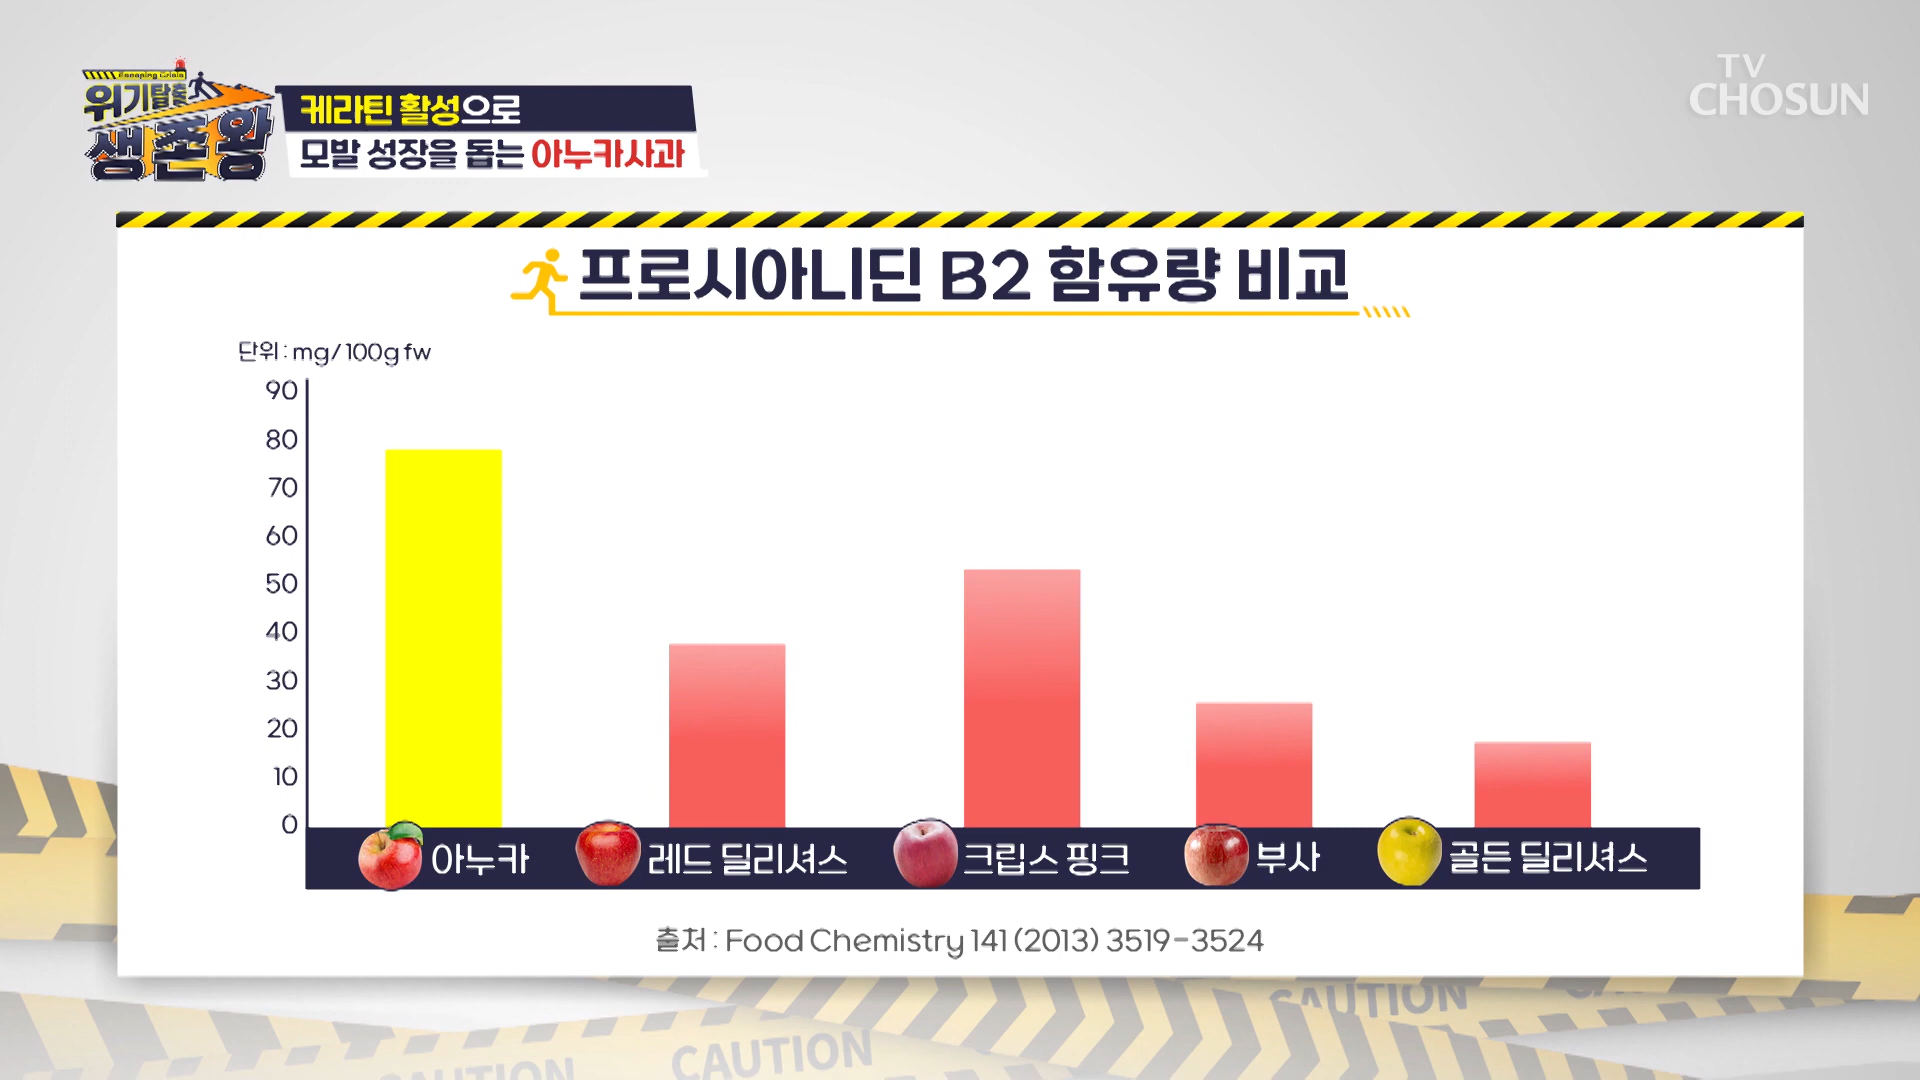 Escaping Crisis
위기탈출
생존왕
케라틴 활성으로
모발 성장을 돕는 아누카사과
TV
CHOSUN
프로시아니딘 B2 함유량 비교
단위 : mg/100g fw
90
80
70
60
50
40
30
20
10
0
아누카 레드 딜리셔스 크립스 핑크 부사 골든 딜리셔스
출처 : Food Chemistry 141 (2013) 3519-3524
CAUTION
CAUTION
CAUTION